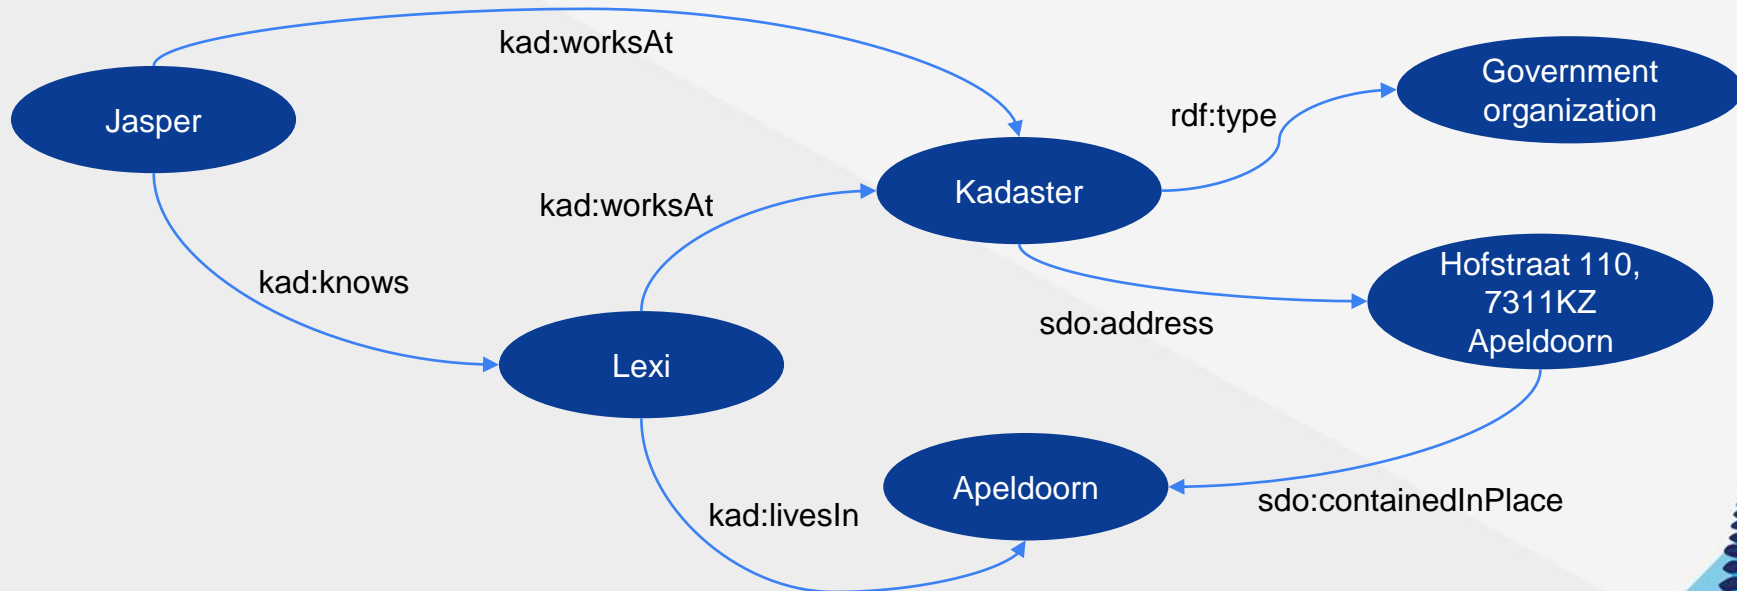 kad:worksAt
Government
organization
Jasper
rdf:type
Kadaster
kad:worksAt
Hofstraat 110,
7311KZ
Apeldoorn
kad:knows
sdo:address
Lexi
Apeldoorn
kad:livesIn
sdo:containedInPlace